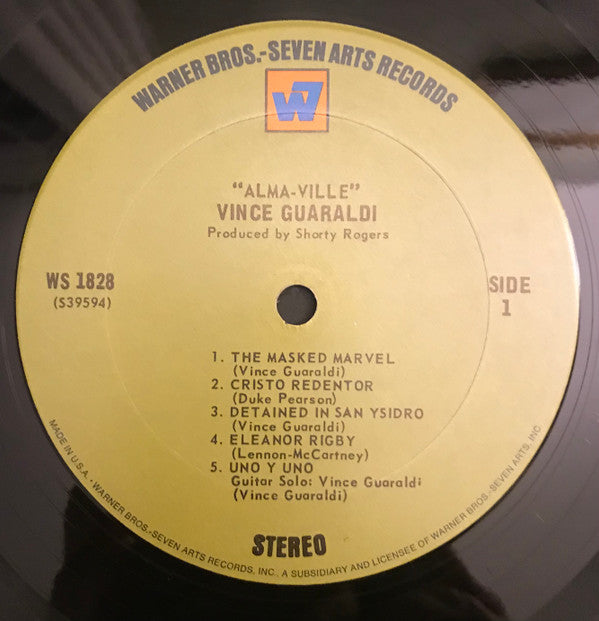 WARNER BROS.-SEVEN ARTS RECORDS
W7
"ALMA-VILLE"
VINCE GUARALDI
Produced by Shorty Rogers
WS 1828
(S39594)
SIDE
1
1. THE MASKED MARVEL
(Vince Guaraldi)
2. CRISTO REDENTOR
(Duke Pearson)
3. DETAINED IN SAN YSIDRO
(Vince Guaraldi)
4. ELEANOR RIGBY
(Lennon-McCartney)
5. UNO Y UNO
Guitar Solo: Vince Guaraldi
(Vince Guaraldi)
STEREO
MADE IN U.S.A. - WARNER BROS.-SEVEN ARTS RECORDS, INC., A SUBSIDIARY AND LICENSEE OF WARNER BROS.-SEVEN ARTS, INC.